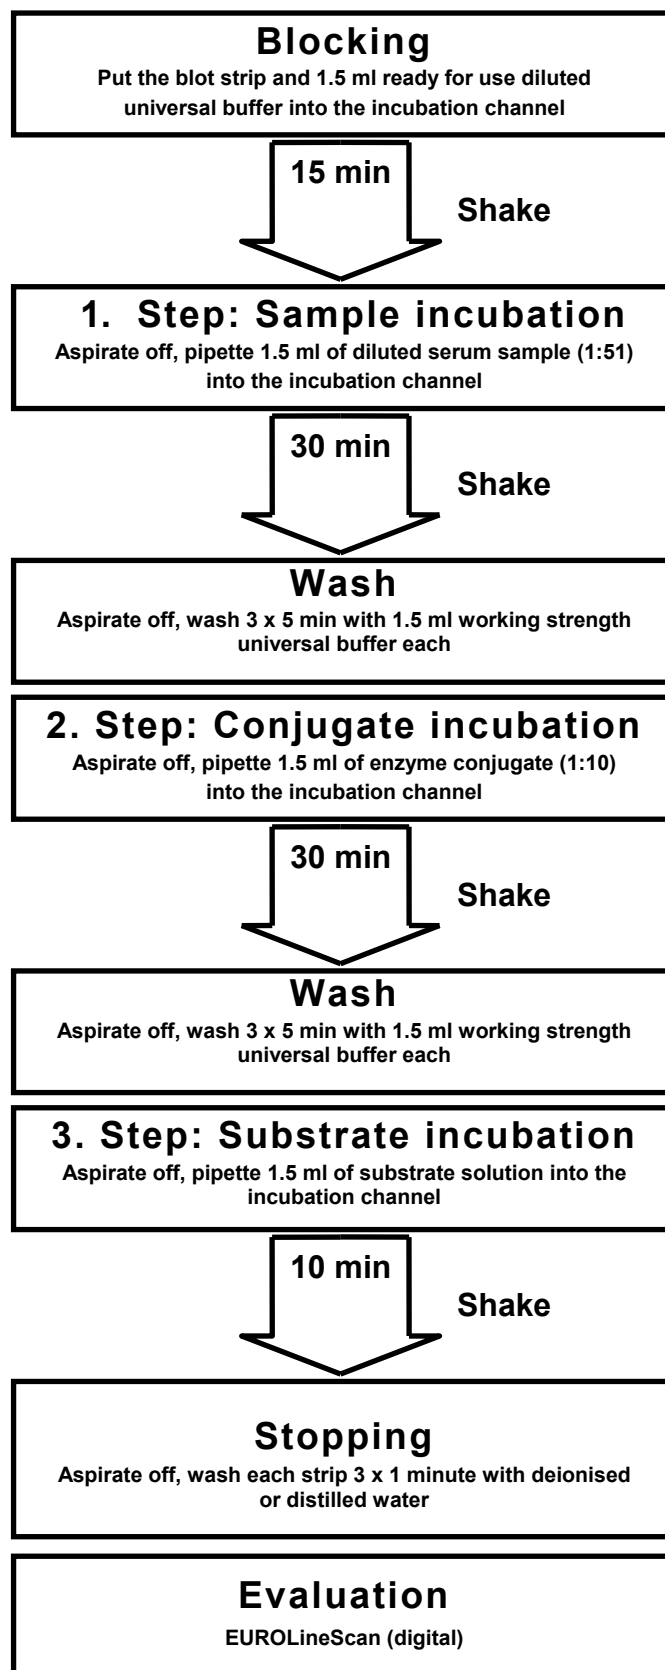 Blocking
Put the blot strip and 1.5 ml ready for use diluted
universal buffer into the incubation channel
15 min
Shake
1. Step: Sample incubation
Aspirate off, pipette 1.5 ml of diluted serum sample (1:51)
into the incubation channel
30 min
Shake
Wash
Aspirate off, wash 3 x 5 min with 1.5 ml working strength
universal buffer each
2. Step: Conjugate incubation
Aspirate off, pipette 1.5 ml of enzyme conjugate (1:10)
into the incubation channel
30 min
Shake
Wash
Aspirate off, wash 3 x 5 min with 1.5 ml working strength
universal buffer each
3. Step: Substrate incubation
Aspirate off, pipette 1.5 ml of substrate solution into the
incubation channel
10 min
Shake
Stopping
Aspirate off, wash each strip 3 x 1 minute with deionised
or distilled water
Evaluation
EUROLineScan (digital)